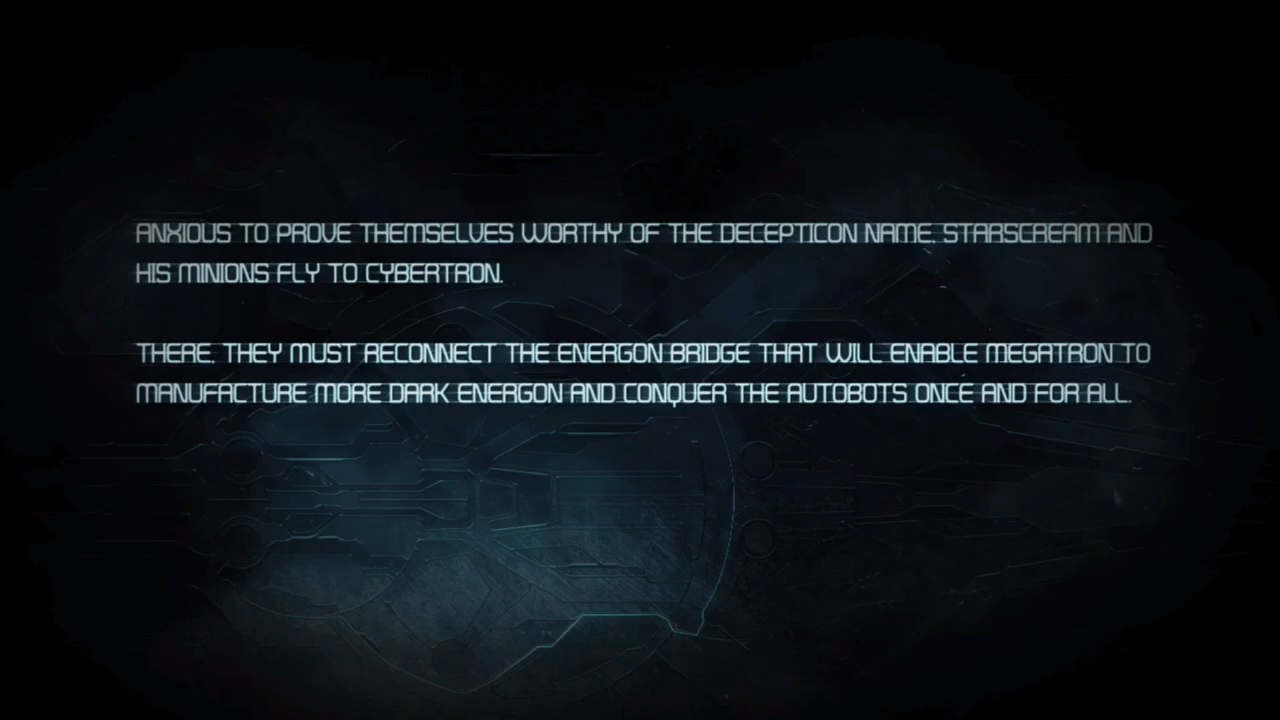 ANXIOUS TO PROVE THEMSELVES WORTHY OF THE DECEPTICON NAME, STARSCREAM AND
HIS MINIONS FLY TO CYBERTRON.
THERE, THEY MUST RECONNECT THE ENERGON BRIDGE THAT WILL ENABLE MEGATRON TO
MANUFACTURE MORE DARK ENERGON AND CONQUER THE AUTOBOTS ONCE AND FOR ALL.